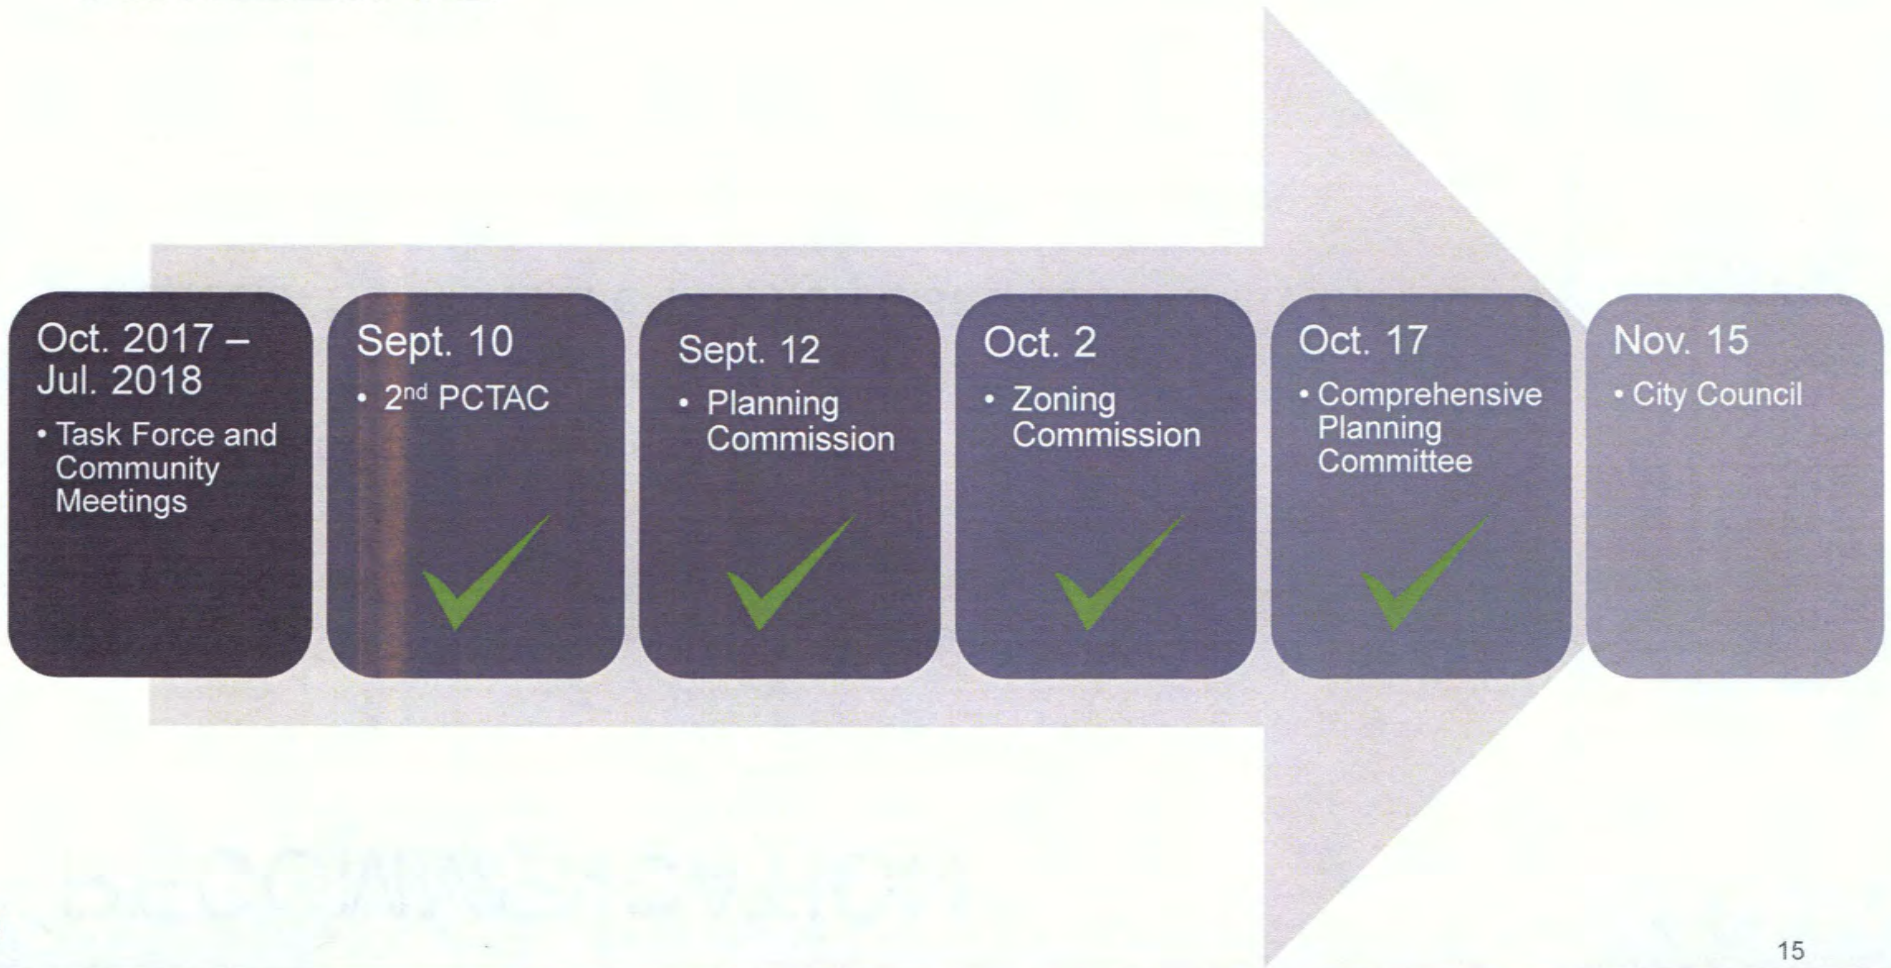 Oct. 2017 –
Jul. 2018
• Task Force and
Community
Meetings
Sept. 10
• 2nd PCTAC
Sept. 12
• Planning
Commission
Oct. 2
• Zoning
Commission
Oct. 17
• Comprehensive
Planning
Committee
Nov. 15
• City Council
15